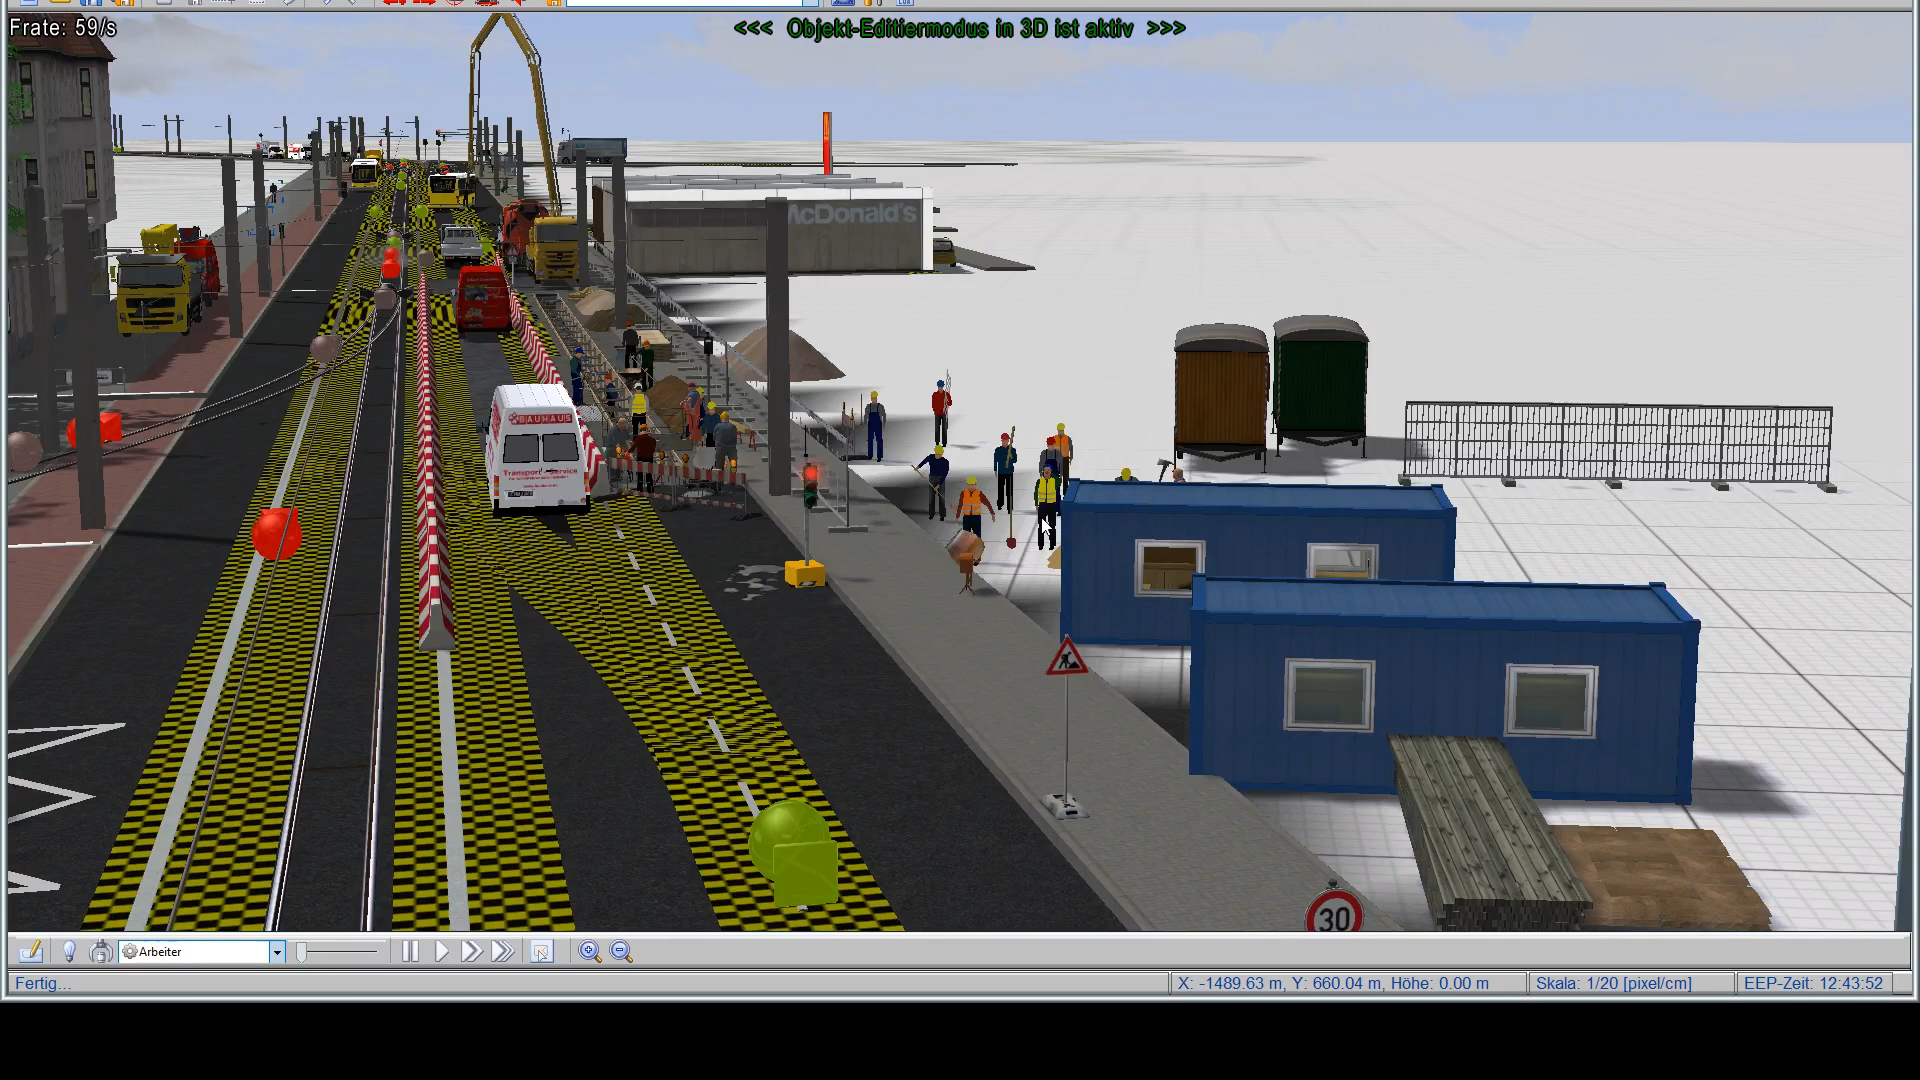 Frate: 59/s
<<< Objekt-Editiermodus in 3D ist aktiv >>>
McDonald's
BAUHAUS
Transport-Service
30
Arbeiter
Fertig...
X: -1489.63 m, Y: 660.04 m, Höhe: 0.00 m
Skala: 1/20 [pixel/cm]
EEP-Zeit: 12:43:52